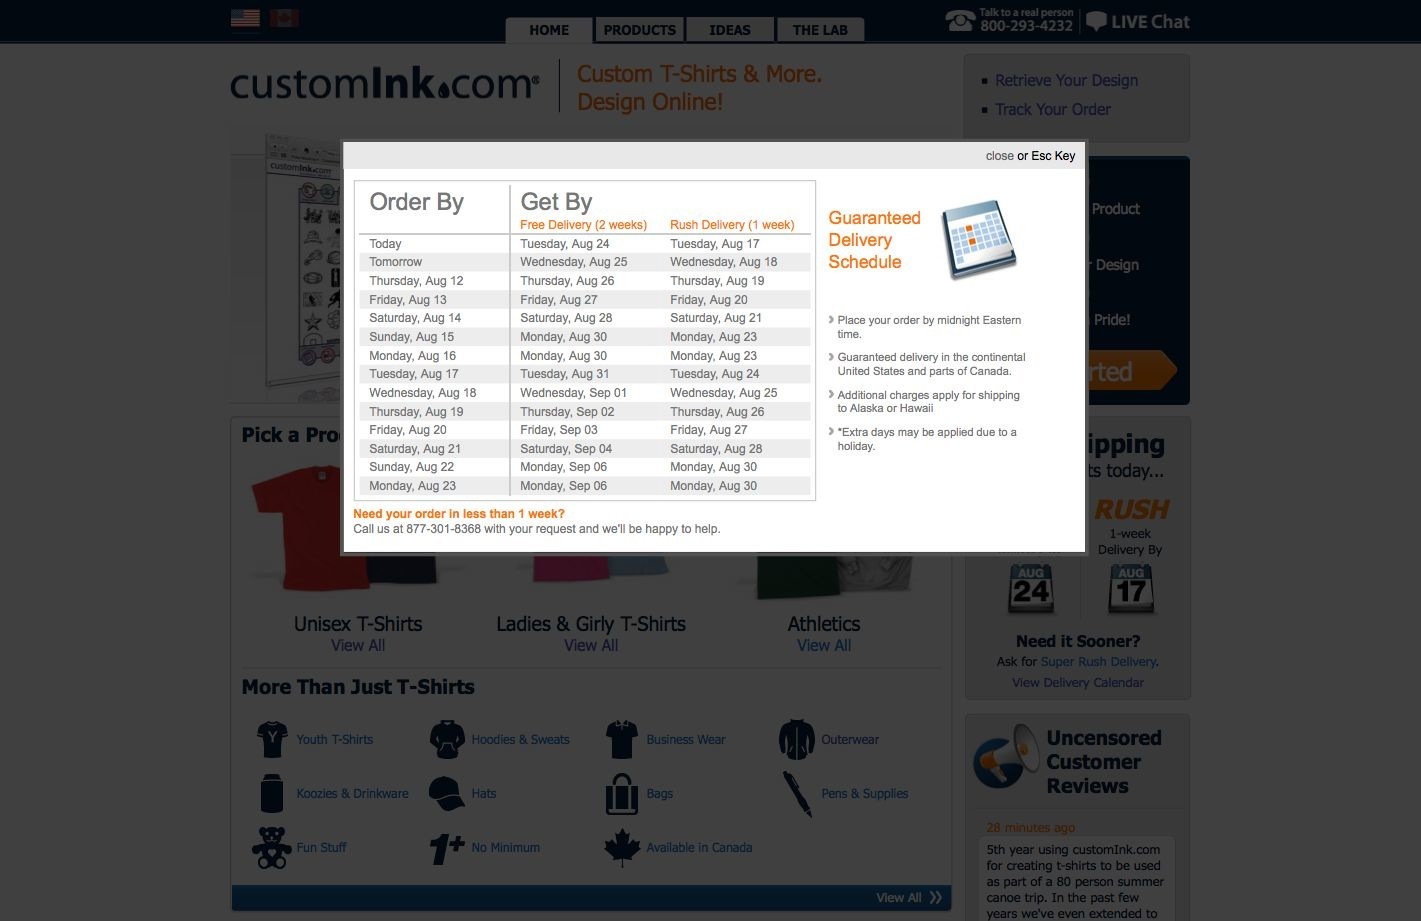 HOME
PRODUCTS
IDEAS
THE LAB
Talk to a real person
800-293-4232
LIVE Chat
customInk.com®
Custom T-Shirts & More.
Design Online!
Retrieve Your Design
Track Your Order
customInk.com
close or Esc Key
Order By
Get By
Free Delivery (2 weeks) Rush Delivery (1 week)
Today Tuesday, Aug 24 Tuesday, Aug 17
Tomorrow Wednesday, Aug 25 Wednesday, Aug 18
Thursday, Aug 12 Thursday, Aug 26 Thursday, Aug 19
Friday, Aug 13 Friday, Aug 27 Friday, Aug 20
Saturday, Aug 14 Saturday, Aug 28 Saturday, Aug 21
Sunday, Aug 15 Monday, Aug 30 Monday, Aug 23
Monday, Aug 16 Monday, Aug 30 Monday, Aug 23
Tuesday, Aug 17 Tuesday, Aug 31 Tuesday, Aug 24
Wednesday, Aug 18 Wednesday, Sep 01 Wednesday, Aug 25
Thursday, Aug 19 Thursday, Sep 02 Thursday, Aug 26
Friday, Aug 20 Friday, Sep 03 Friday, Aug 27
Saturday, Aug 21 Saturday, Sep 04 Saturday, Aug 28
Sunday, Aug 22 Monday, Sep 06 Monday, Aug 30
Monday, Aug 23 Monday, Sep 06 Monday, Aug 30
Need your order in less than 1 week?
Call us at 877-301-8368 with your request and we'll be happy to help.
Guaranteed
Delivery
Schedule
Place your order by midnight Eastern
time.
Guaranteed delivery in the continental
United States and parts of Canada.
Additional charges apply for shipping
to Alaska or Hawaii
*Extra days may be applied due to a
holiday.
Product
Design
Pride!
rted
Pick a Pro
Unisex T-Shirts
View All
Ladies & Girly T-Shirts
View All
Athletics
View All
ipping
ts today...
RUSH
1-week
Delivery By
AUG
24
AUG
17
Need it Sooner?
Ask for Super Rush Delivery.
View Delivery Calendar
More Than Just T-Shirts
Youth T-Shirts
Hoodies & Sweats
Business Wear
Outerwear
Koozies & Drinkware
Hats
Bags
Pens & Supplies
Fun Stuff
1+
No Minimum
Available in Canada
View All
Uncensored
Customer
Reviews
28 minutes ago
5th year using customInk.com
for creating t-shirts to be used
as part of a 80 person summer
canoe trip. In the past few
years we've even extended to